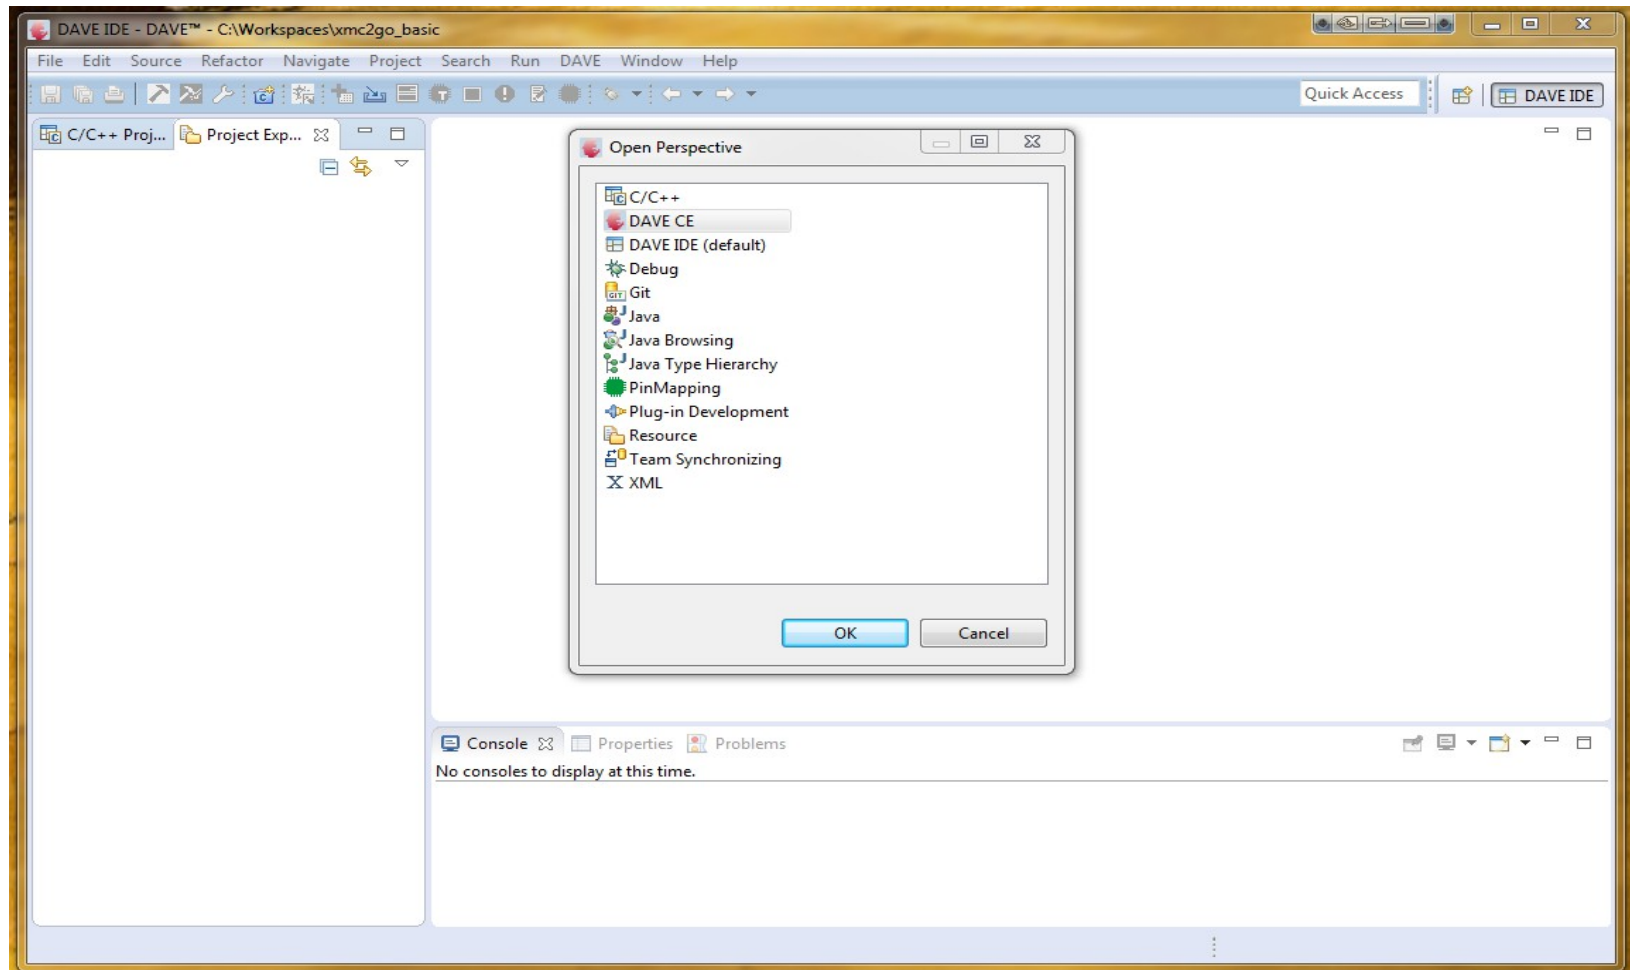 DAVE IDE - DAVE™ - C:\Workspaces\xmc2go_basic
File Edit Source Refactor Navigate Project Search Run DAVE Window Help
Quick Access DAVE IDE
C/C++ Proj... Project Exp...
Open Perspective
C/C++
DAVE CE
DAVE IDE (default)
Debug
GIT Git
Java
Java Browsing
Java Type Hierarchy
PinMapping
Plug-in Development
Resource
Team Synchronizing
X XML
OK Cancel
Console Properties Problems
No consoles to display at this time.